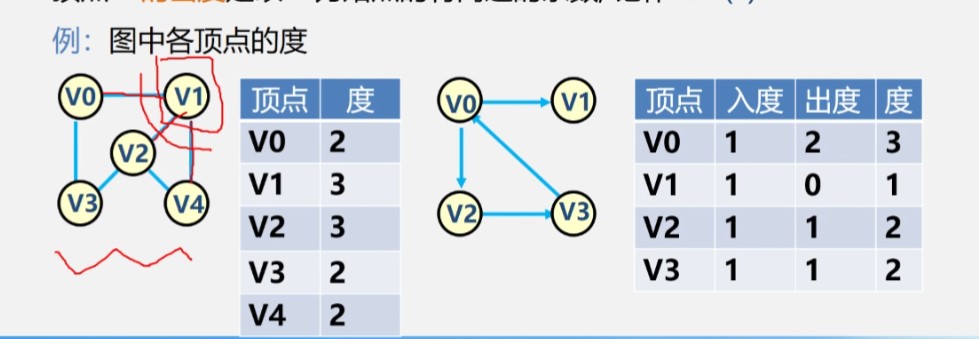 例：图中各顶点的度
V0 V1
V2
V3 V4
顶点 度
V0 2
V1 3
V2 3
V3 2
V4 2
V0 V1
V2 V3
顶点 入度 出度 度
V0 1 2 3
V1 1 0 1
V2 1 1 2
V3 1 1 2